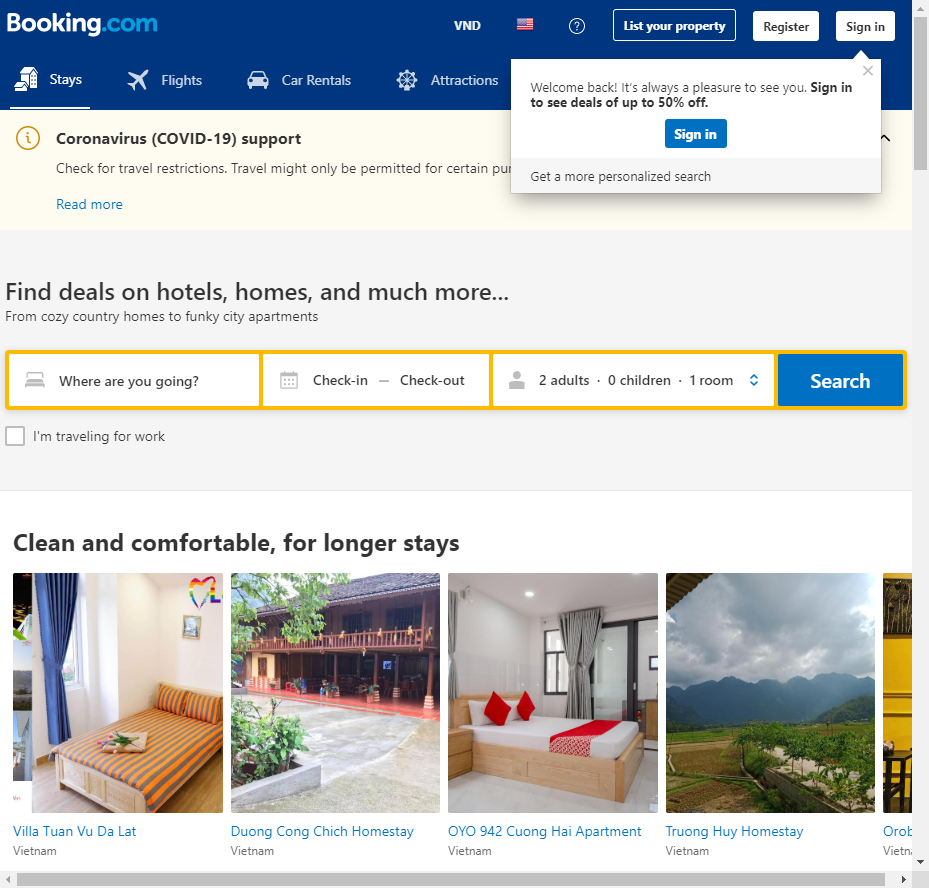 Booking.com
VND
List your property
Register
Sign in
Stays
Flights
Car Rentals
Attractions
Welcome back! It's always a pleasure to see you. Sign in
to see deals of up to 50% off.
Sign in
Get a more personalized search
Coronavirus (COVID-19) support
Check for travel restrictions. Travel might only be permitted for certain
Read more
Find deals on hotels, homes, and much more...
From cozy country homes to funky city apartments
Where are you going?
Check-in — Check-out
2 adults · 0 children · 1 room
Search
I'm traveling for work
Clean and comfortable, for longer stays
Villa Tuan Vu Da Lat
Vietnam
Duong Cong Chich Homestay
Vietnam
OYO 942 Cuong Hai Apartment
Vietnam
Truong Huy Homestay
Vietnam